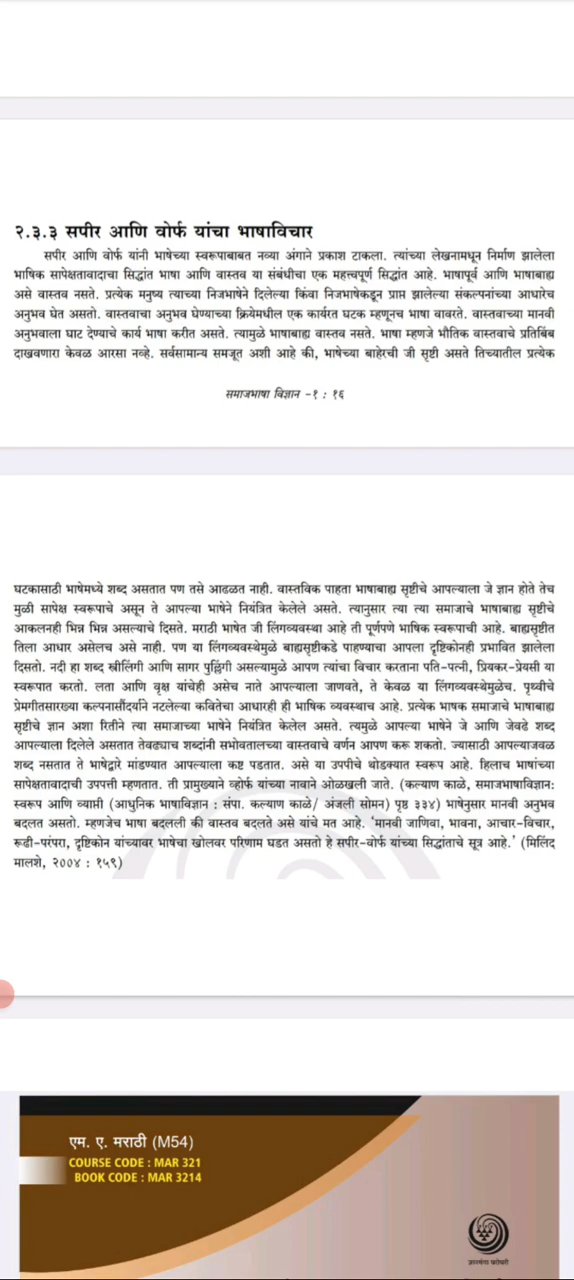 २.३.३ सपीर आणि वोर्फ यांचा भाषाविचार
सपीर आणि वोर्फ यांनी भाषेच्या स्वरूपाबाबत नव्या अंगाने प्रकाश टाकला. त्यांच्या लेखनामधून निर्माण झालेला
भाषिक सापेक्षतावादाचा सिद्धांत भाषा आणि वास्तव या संबंधीचा एक महत्त्वपूर्ण सिद्धांत आहे. भाषापूर्व आणि भाषाबाह्य
असे वास्तव नसते. प्रत्येक मनुष्य त्याच्या निजभाषेने दिलेल्या किंवा निजभाषेकडून प्राप्त झालेल्या संकल्पनांच्या आधारेच
अनुभव घेत असतो. वास्तवाचा अनुभव घेण्याच्या क्रियेमधील एक कार्यरत घटक म्हणूनच भाषा वावरते. वास्तवाच्या मानवी
अनुभवाला घाट देण्याचे कार्य भाषा करीत असते. त्यामुळे भाषाबाह्य वास्तव नसते. भाषा म्हणजे भौतिक वास्तवाचे प्रतिबिंब
दाखवणारा केवळ आरसा नव्हे. सर्वसामान्य समजूत अशी आहे की, भाषेच्या बाहेरची जी सृष्टी असते तिच्यातील प्रत्येक
समाजभाषा विज्ञान -१ : १६
घटकासाठी भाषेमध्ये शब्द असतात पण तसे आढळत नाही. वास्तविक पाहता भाषाबाह्य सृष्टीचे आपल्याला जे ज्ञान होते तेच
मुळी सापेक्ष स्वरूपाचे असून ते आपल्या भाषेने नियंत्रित केलेले असते. त्यानुसार त्या त्या समाजाचे भाषाबाह्य सृष्टीचे
आकलनही भिन्न भिन्न असल्याचे दिसते. मराठी भाषेत जी लिंगव्यवस्था आहे ती पूर्णपणे भाषिक स्वरूपाची आहे. बाह्यसृष्टीत
तिला आधार असेलच असे नाही. पण या लिंगव्यवस्थेमुळे बाह्यसृष्टीकडे पाहण्याचा आपला दृष्टिकोनही प्रभावित झालेला
दिसतो. नदी हा शब्द स्त्रीलिंगी आणि सागर पुल्लिंगी असल्यामुळे आपण त्यांचा विचार करताना पति-पत्नी, प्रियकर-प्रेयसी या
स्वरूपात करतो. लता आणि वृक्ष यांचेही असेच नाते आपल्याला जाणवते, ते केवळ या लिंगव्यवस्थेमुळेच. पृथ्वीचे
प्रेमगीतसारख्या कल्पनासौंदर्याने नटलेल्या कवितेचा आधारही ही भाषिक व्यवस्थाच आहे. प्रत्येक भाषक समाजाचे भाषाबाह्य
सृष्टीचे ज्ञान अशा रितीने त्या समाजाच्या भाषेने नियंत्रित केलेल असते. त्यमुळे आपल्या भाषेने जे आणि जेवढे शब्द
आपल्याला दिलेले असतात तेवढ्याच शब्दांनी सभोवतालच्या वास्तवाचे वर्णन आपण करू शकतो. ज्यासाठी आपल्याजवळ
शब्द नसतात ते भाषेद्वारे मांडण्यात आपल्याला कष्ट पडतात. असे या उपपीचे थोडक्यात स्वरूप आहे. हिलाच भाषांच्या
सापेक्षतावादाची उपपत्ती म्हणतात. ती प्रामुख्याने व्होर्फ यांच्या नावाने ओळखली जाते. (कल्याण काळे, समाजभाषाविज्ञान:
स्वरूप आणि व्याप्ती (आधुनिक भाषाविज्ञान : संपा. कल्याण काळे/ अंजली सोमन) पृष्ठ ३३४) भाषेनुसार मानवी अनुभव
बदलत असतो. म्हणजेच भाषा बदलली की वास्तव बदलते असे यांचे मत आहे. 'मानवी जाणिवा, भावना, आचार-विचार,
रूढी-परंपरा, दृष्टिकोन यांच्यावर भाषेचा खोलवर परिणाम घडत असतो हे सपीर-वोर्फ यांच्या सिद्धांताचे सूत्र आहे.' (मिलिंद
मालशे, २००४ : १५९)
एम. ए. मराठी (M54)
COURSE CODE : MAR 321
BOOK CODE : MAR 3214
ज्ञानगंगा घरोघरी